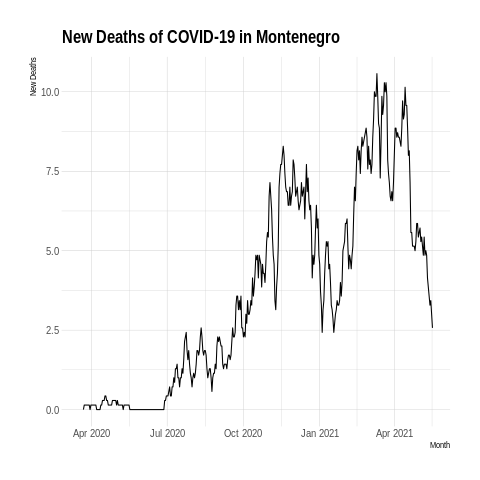 New Deaths of COVID-19 in Montenegro
New Deaths
10.0
7.5
5.0
2.5
0.0
Apr 2020 Jul 2020 Oct 2020 Jan 2021 Apr 2021
Month